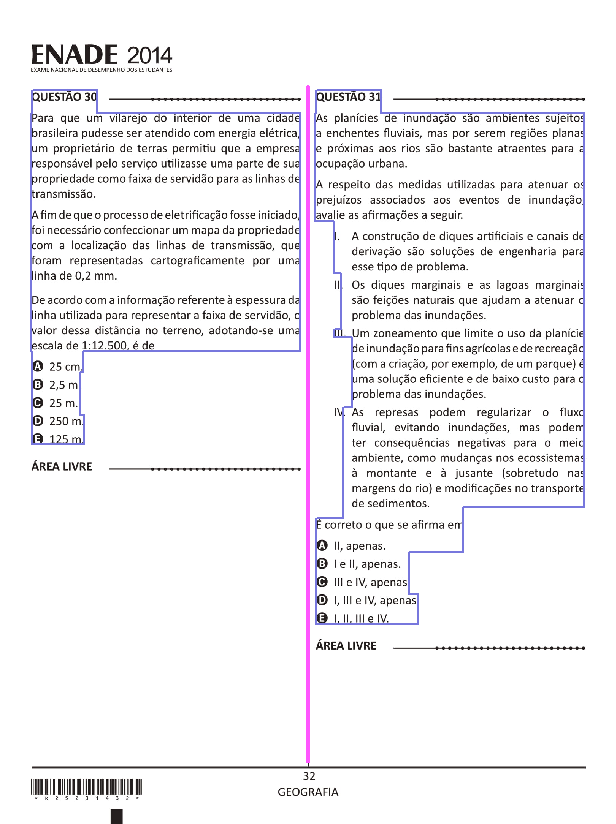 ENADE 2014
EXAME NACIONAL DE DESEMPENHO DOS ESTUDANTES
QUESTÃO 30
Para que um vilarejo do interior de uma cidade
brasileira pudesse ser atendido com energia elétrica,
um proprietário de terras permitiu que a empresa
responsável pelo serviço utilizasse uma parte de sua
propriedade como faixa de servidão para as linhas de
transmissão.
A fim de que o processo de eletrificação fosse iniciado,
foi necessário confeccionar um mapa da propriedade
com a localização das linhas de transmissão, que
foram representadas cartograficamente por uma
linha de 0,2 mm.
De acordo com a informação referente à espessura da
linha utilizada para representar a faixa de servidão, o
valor dessa distância no terreno, adotando-se uma
escala de 1:12.500, é de
A 25 cm.
B 2,5 m.
C 25 m.
D 250 m.
E 125 m.
ÁREA LIVRE
QUESTÃO 31
As planícies de inundação são ambientes sujeitos
a enchentes fluviais, mas por serem regiões planas
e próximas aos rios são bastante atraentes para a
ocupação urbana.
A respeito das medidas utilizadas para atenuar os
prejuízos associados aos eventos de inundação,
avalie as afirmações a seguir.
I. A construção de diques artificiais e canais de
derivação são soluções de engenharia para
esse tipo de problema.
II. Os diques marginais e as lagoas marginais
são feições naturais que ajudam a atenuar o
problema das inundações.
III. Um zoneamento que limite o uso da planície
de inundação para fins agrícolas e de recreação
(com a criação, por exemplo, de um parque) é
uma solução eficiente e de baixo custo para o
problema das inundações.
IV. As represas podem regularizar o fluxo
fluvial, evitando inundações, mas podem
ter consequências negativas para o meio
ambiente, como mudanças nos ecossistemas
à montante e à jusante (sobretudo nas
margens do rio) e modificações no transporte
de sedimentos.
É correto o que se afirma em
A II, apenas.
B I e II, apenas.
C III e IV, apenas.
D I, III e IV, apenas.
E I, II, III e IV.
ÁREA LIVRE
32
GEOGRAFIA